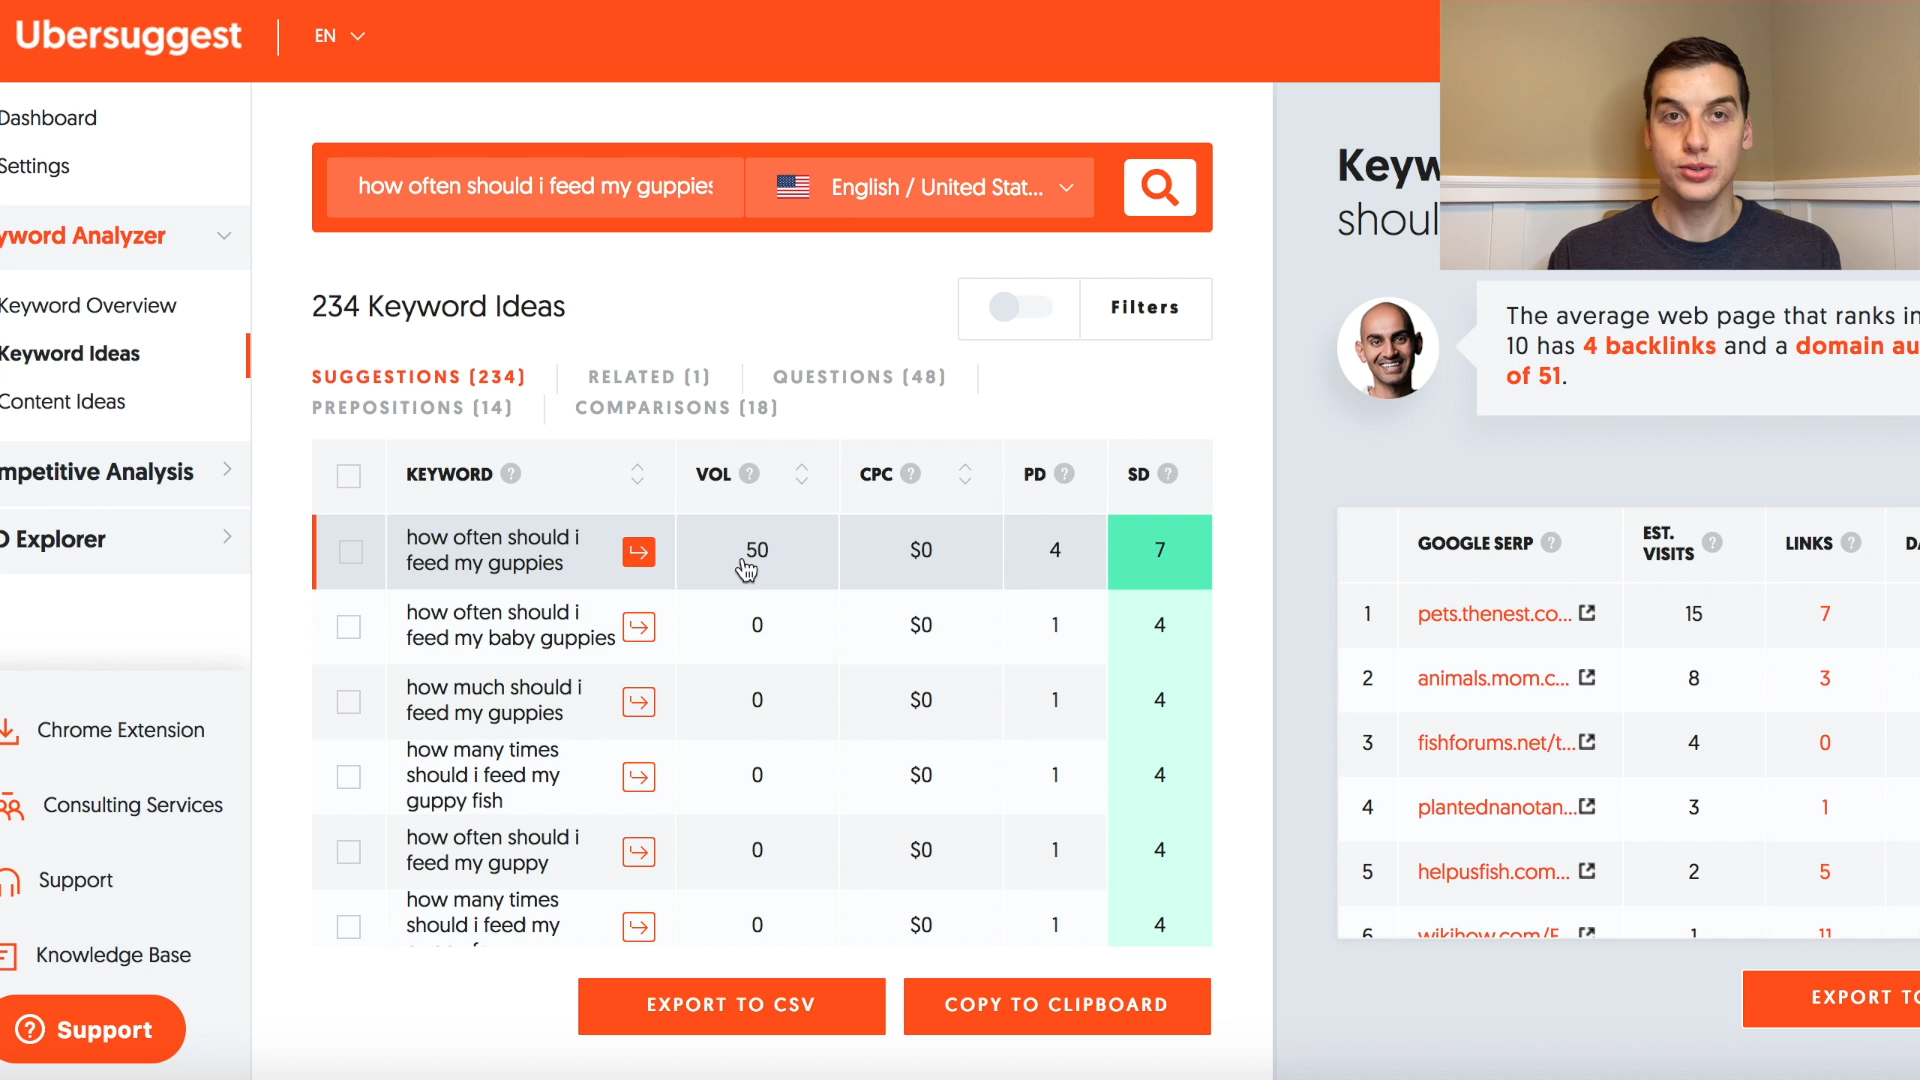 Ubersuggest
EN
Dashboard
Settings
yword Analyzer
Keyword Overview
Keyword Ideas
Content Ideas
mpetitive Analysis
O Explorer
Chrome Extension
Consulting Services
Support
Knowledge Base
? Support
how often should i feed my guppies
English / United Stat...
234 Keyword Ideas
Filters
SUGGESTIONS (234)
RELATED (1)
QUESTIONS (48)
PREPOSITIONS (14)
COMPARISONS (18)
KEYWORD ? VOL ? CPC ? PD ? SD ?
how often should i
feed my guppies
50 $0 4 7
how often should i
feed my baby guppies
0 $0 1 4
how much should i
feed my guppies
0 $0 1 4
how many times
should i feed my
guppy fish
0 $0 1 4
how often should i
feed my guppy
0 $0 1 4
how many times
should i feed my
0 $0 1 4
EXPORT TO CSV
COPY TO CLIPBOARD
Keyw
shoul
The average web page that ranks in
10 has 4 backlinks and a domain au
of 51.
GOOGLE SERP ?
EST.
VISITS ?
LINKS ?
1 pets.thenest.co... 15 7
2 animals.mom.c... 8 3
3 fishforums.net/t... 4 0
4 plantednanotan... 3 1
5 helpusfish.com... 2 5
6 wikihow.com/F... 1 11
EXPORT TO